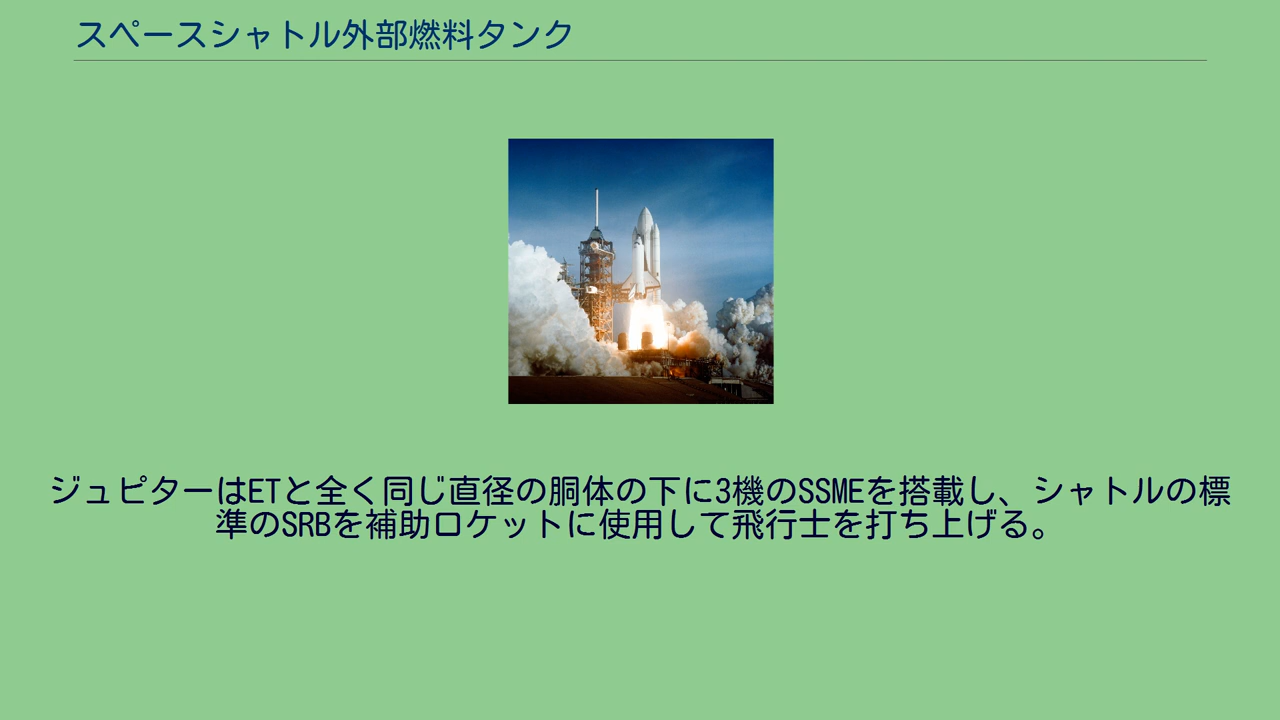 スペースシャトル外部燃料タンク
ジュピターはETと全く同じ直径の胴体の下に3機のSSMEを搭載し、シャトルの標
準のSRBを補助ロケットに使用して飛行士を打ち上げる。